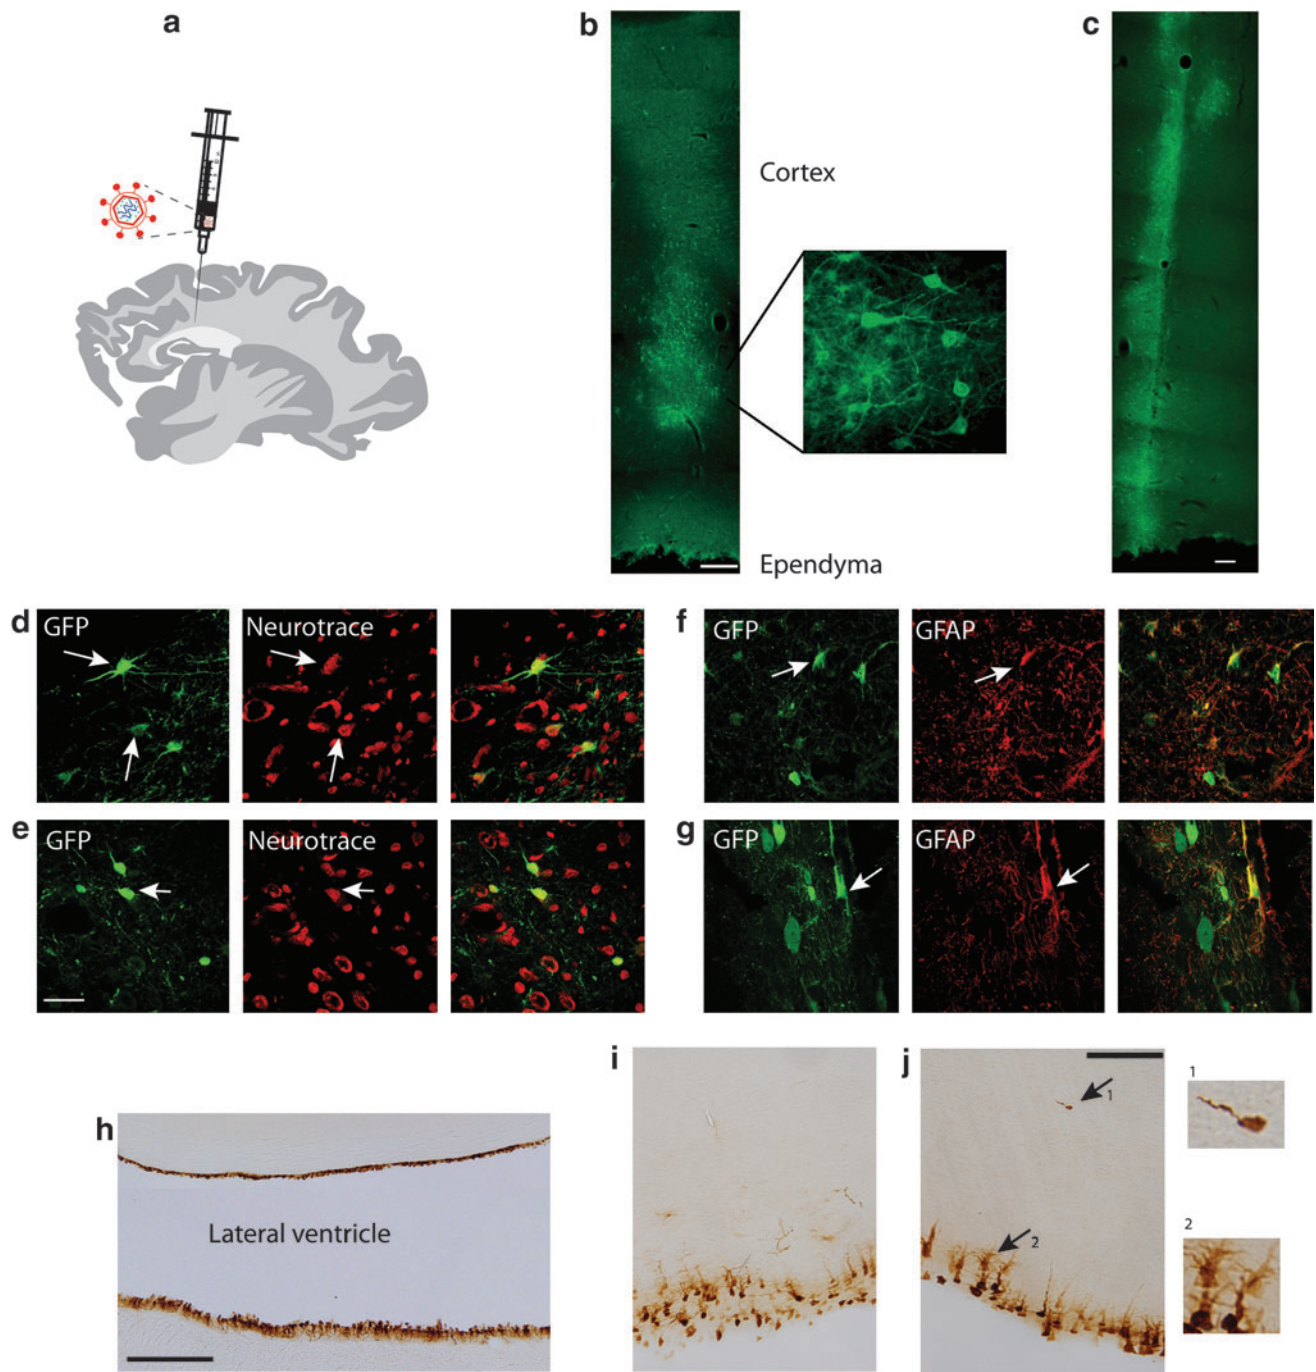 a
b
c
Cortex
Ependyma
d
GFP
Neurotrace
f
GFP
GFAP
e
GFP
Neurotrace
g
GFP
GFAP
h
Lateral ventricle
i
j
1
2
1
2